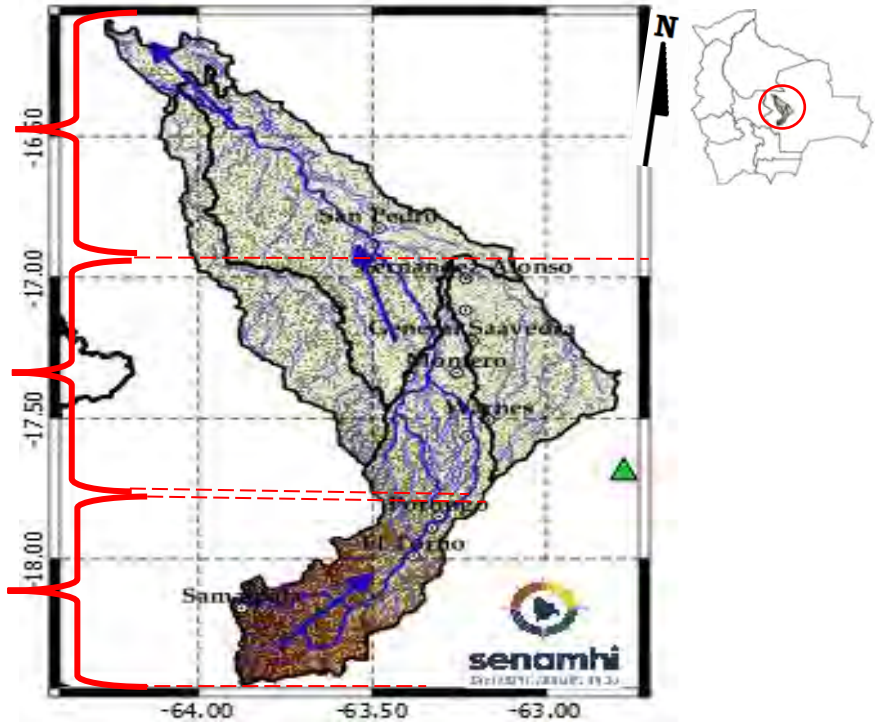 N
-16.50
San Pedro
Fernandez Alonso
-17.00
General Saavedra
Montero
Warnes
-17.50
Porongo
El Torno
-18.00
senamhi
-64.00
-63.50
-63.00